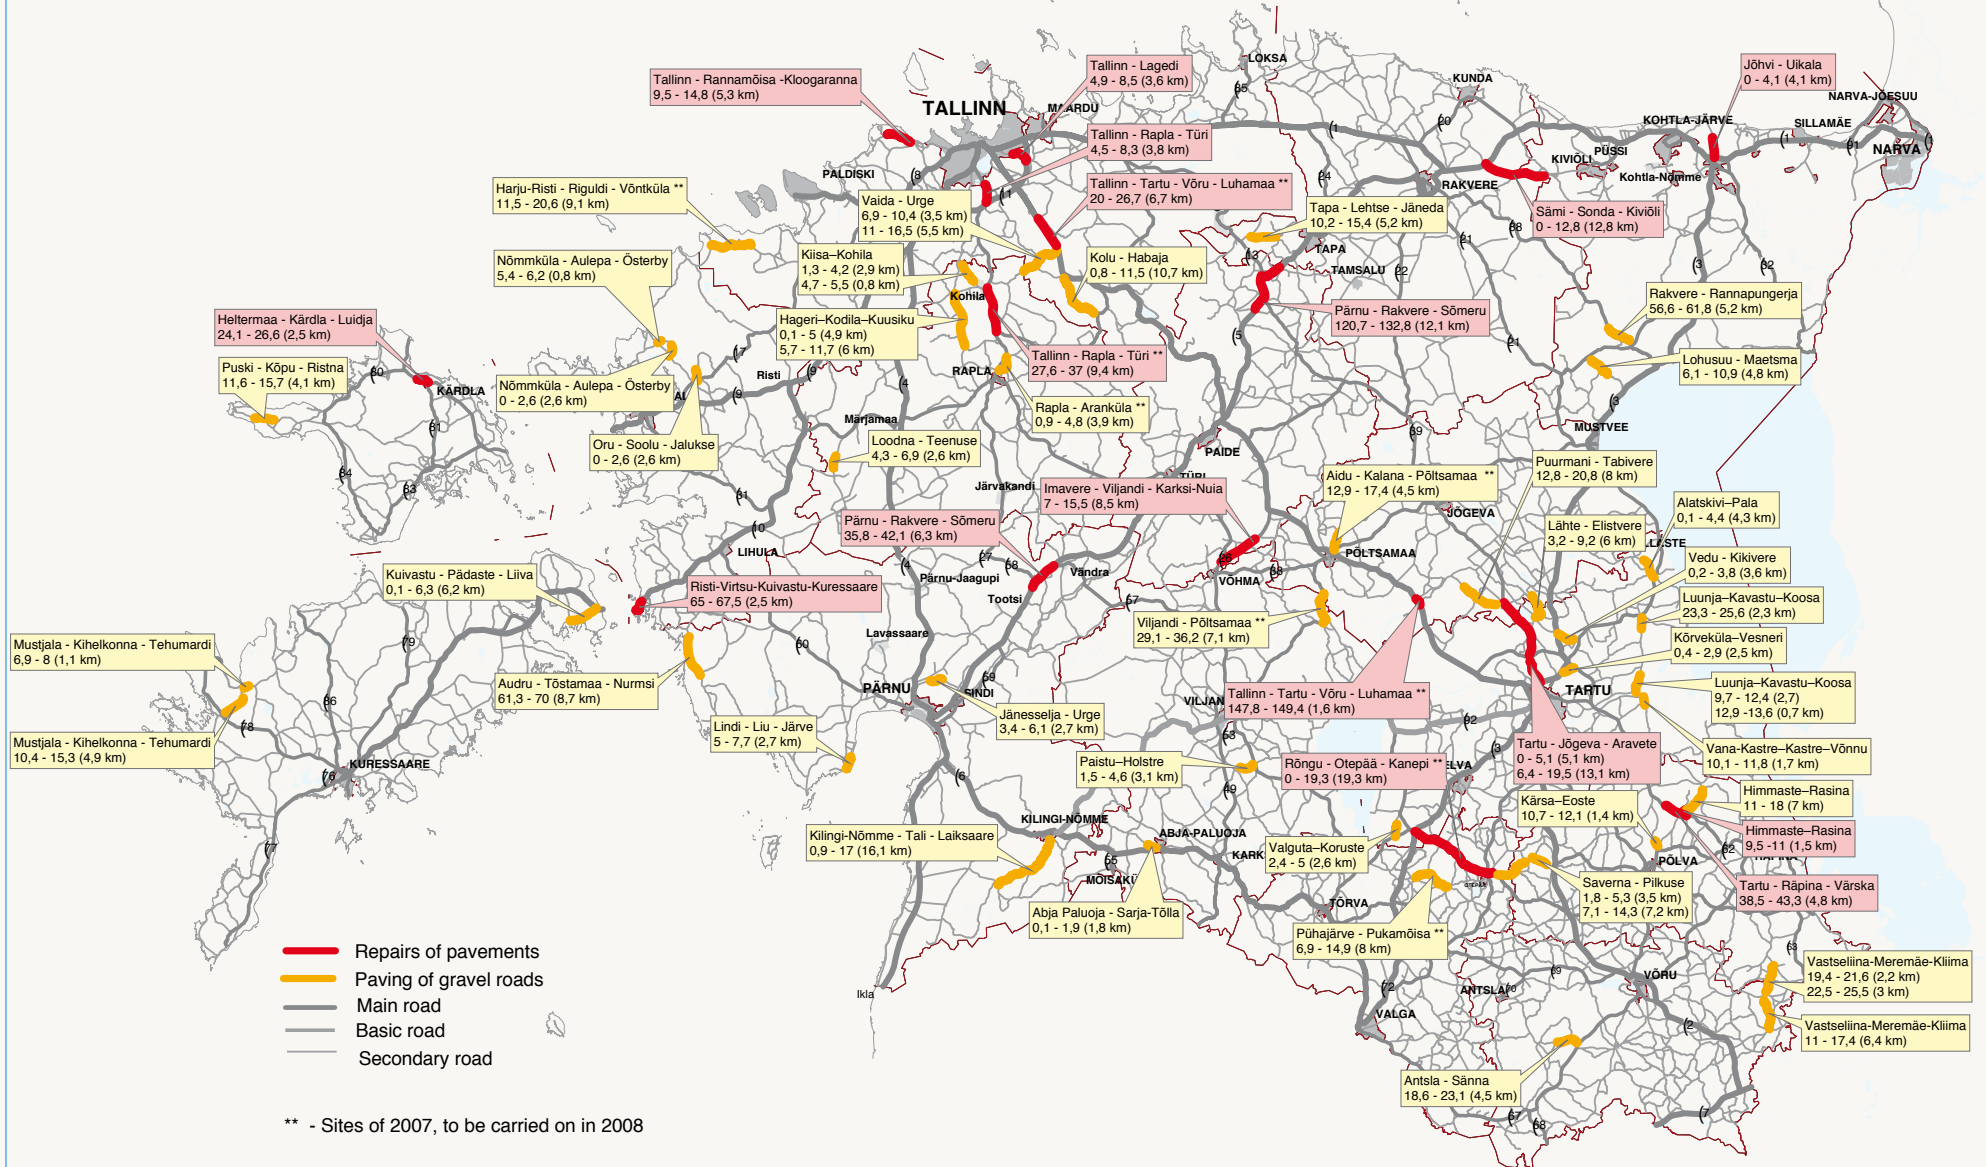 Tallinn - Rannamõisa -Kloogaranna
9,5 - 14,8 (5,3 km)
TALLINN
MAARDU
Tallinn - Lagedi
4,9 - 8,5 (3,6 km)
LOKSA
KUNDA
Jõhvi - Uikala
0 - 4,1 (4,1 km)
NARVA-JÕESUU
KOHTLA-JÄRVE
SILLAMÄE
NARVA
Tallinn - Rapla - Türi
4,5 - 8,3 (3,8 km)
KIVIÕLI
PÜSSI
Kohtla-Nõmme
PALDISKI
RAKVERE
Harju-Risti - Riguldi - Võntküla **
11,5 - 20,6 (9,1 km)
Vaida - Urge
6,9 - 10,4 (3,5 km)
11 - 16,5 (5,5 km)
Tallinn - Tartu - Võru - Luhamaa **
20 - 26,7 (6,7 km)
Tapa - Lehtse - Jäneda
10,2 - 15,4 (5,2 km)
Sämi - Sonda - Kiviõli
0 - 12,8 (12,8 km)
TAPA
TAMSALU
Nõmmküla - Aulepa - Österby
5,4 - 6,2 (0,8 km)
Kiisa–Kohila
1,3 - 4,2 (2,9 km)
4,7 - 5,5 (0,8 km)
Kohila
Kolu - Habaja
0,8 - 11,5 (10,7 km)
Pärnu - Rakvere - Sõmeru
120,7 - 132,8 (12,1 km)
Rakvere - Rannapungerja
56,6 - 61,8 (5,2 km)
Heltermaa - Kärdla - Luidja
24,1 - 26,6 (2,5 km)
Hageri–Kodila–Kuusiku
0,1 - 5 (4,9 km)
5,7 - 11,7 (6 km)
Tallinn - Rapla - Türi **
27,6 - 37 (9,4 km)
Lohusuu - Maetsma
6,1 - 10,9 (4,8 km)
Puski - Kõpu - Ristna
11,6 - 15,7 (4,1 km)
KÄRDLA
Nõmmküla - Aulepa - Österby
0 - 2,6 (2,6 km)
Risti
RAPLA
Rapla - Aranküla **
0,9 - 4,8 (3,9 km)
Märjamaa
MUSTVEE
Oru - Soolu - Jalukse
0 - 2,6 (2,6 km)
Loodna - Teenuse
4,3 - 6,9 (2,6 km)
PAIDE
TÜRI
Järvakandi
Imavere - Viljandi - Karksi-Nuia
7 - 15,5 (8,5 km)
Aidu - Kalana - Põltsamaa **
12,9 - 17,4 (4,5 km)
Puurmani - Tabivere
12,8 - 20,8 (8 km)
JÕGEVA
Alatskivi–Pala
0,1 - 4,4 (4,3 km)
Pärnu - Rakvere - Sõmeru
35,8 - 42,1 (6,3 km)
Lähte - Elistvere
3,2 - 9,2 (6 km)
LIHULA
PÕLTSAMAA
Vedu - Kikivere
0,2 - 3,8 (3,6 km)
Kuivastu - Pädaste - Liiva
0,1 - 6,3 (6,2 km)
Risti-Virtsu-Kuivastu-Kuressaare
65 - 67,5 (2,5 km)
Pärnu-Jaagupi
Vändra
VÕHMA
Tootsi
Luunja–Kavastu–Koosa
23,3 - 25,6 (2,3 km)
Viljandi - Põltsamaa **
29,1 - 36,2 (7,1 km)
Lavassaare
Kõrveküla–Vesneri
0,4 - 2,9 (2,5 km)
Mustjala - Kihelkonna - Tehumardi
6,9 - 8 (1,1 km)
Audru - Tõstamaa - Nurmsi
61,3 - 70 (8,7 km)
PÄRNU
SINDI
VILJAN
Tallinn - Tartu - Võru - Luhamaa **
147,8 - 149,4 (1,6 km)
TARTU
Luunja–Kavastu–Koosa
9,7 - 12,4 (2,7)
12,9 -13,6 (0,7 km)
Jänesselja - Urge
3,4 - 6,1 (2,7 km)
Lindi - Liu - Järve
5 - 7,7 (2,7 km)
Mustjala - Kihelkonna - Tehumardi
10,4 - 15,3 (4,9 km)
Tartu - Jõgeva - Aravete
0 - 5,1 (5,1 km)
6,4 - 19,5 (13,1 km)
Vana-Kastre–Kastre–Võnnu
10,1 - 11,8 (1,7 km)
KURESSAARE
Paistu–Holstre
1,5 - 4,6 (3,1 km)
Rõngu - Otepää - Kanepi **
0 - 19,3 (19,3 km)
ELVA
Himmaste–Rasina
11 - 18 (7 km)
Kärsa–Eoste
10,7 - 12,1 (1,4 km)
KILINGI-NÕMME
Kilingi-Nõmme - Tali - Laiksaare
0,9 - 17 (16,1 km)
ABJA-PALUOJA
Himmaste–Rasina
9,5 -11 (1,5 km)
Valguta–Koruste
2,4 - 5 (2,6 km)
KARK
PÕLVA
MÕISAKÜ
Saverna - Pilkuse
1,8 - 5,3 (3,5 km)
7,1 - 14,3 (7,2 km)
Tartu - Räpina - Värska
38,5 - 43,3 (4,8 km)
TÕRVA
Abja Paluoja - Sarja-Tõlla
0,1 - 1,9 (1,8 km)
Pühajärve - Pukamõisa **
6,9 - 14,9 (8 km)
Repairs of pavements
Paving of gravel roads
Main road
Basic road
Secondary road
Ikla
VÕRU
ANTSLA
Vastseliina-Meremäe-Kliima
19,4 - 21,6 (2,2 km)
22,5 - 25,5 (3 km)
VALGA
Vastseliina-Meremäe-Kliima
11 - 17,4 (6,4 km)
Antsla - Sänna
18,6 - 23,1 (4,5 km)
** - Sites of 2007, to be carried on in 2008